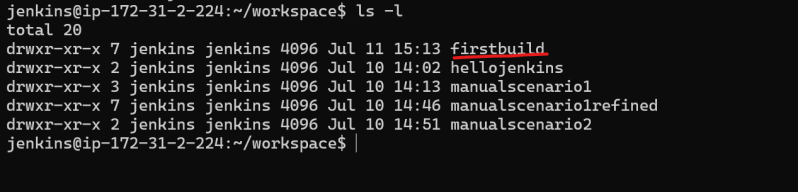 jenkins@ip-172-31-2-224:~/workspace$ ls -l
total 20
drwxr-xr-x 7 jenkins jenkins 4096 Jul 11 15:13 firstbuild
drwxr-xr-x 2 jenkins jenkins 4096 Jul 10 14:02 hellojenkins
drwxr-xr-x 3 jenkins jenkins 4096 Jul 10 14:13 manualscenario1
drwxr-xr-x 7 jenkins jenkins 4096 Jul 10 14:46 manualscenario1refined
drwxr-xr-x 2 jenkins jenkins 4096 Jul 10 14:51 manualscenario2
jenkins@ip-172-31-2-224:~/workspace$